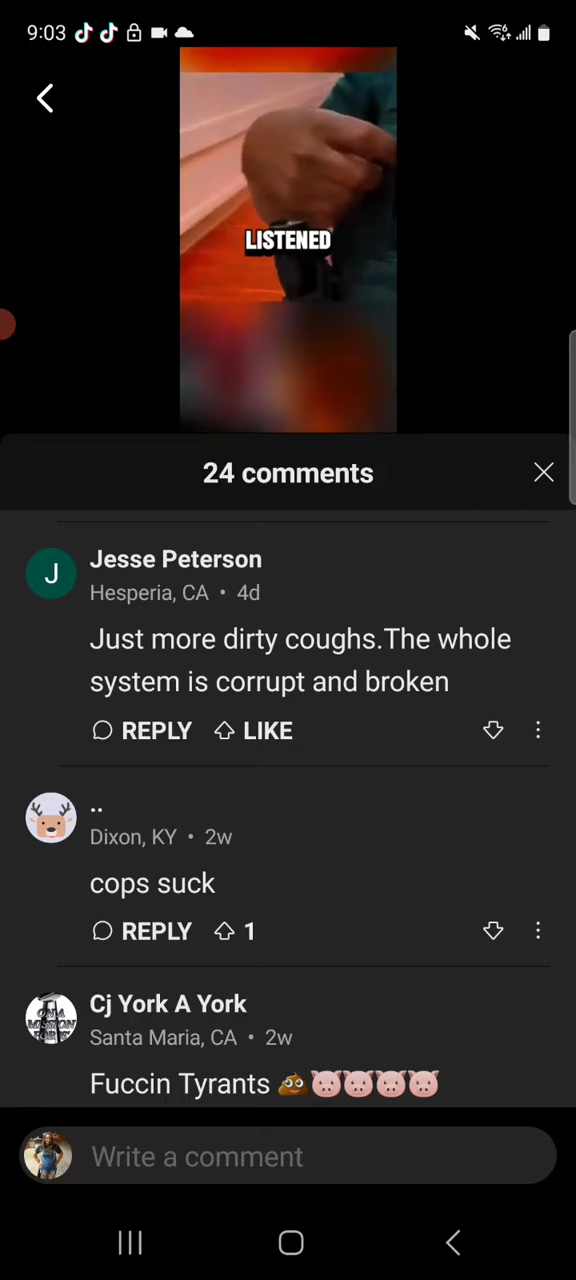 9:03
LISTENED
24 comments
J
Jesse Peterson
Hesperia, CA • 4d
Just more dirty coughs.The whole
system is corrupt and broken
REPLY LIKE
..
Dixon, KY • 2w
cops suck
REPLY 1
ON A
MISSION
Cj York A York
Santa Maria, CA • 2w
Fuccin Tyrants 💩🐷🐷🐷🐷
Write a comment